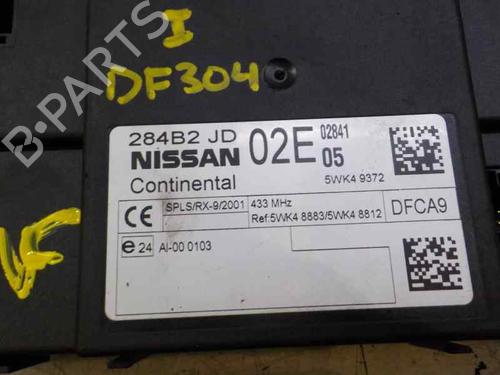 B-PARTS
I
DF304
284B2 JD
NISSAN
02E
02841
05
Continental
5WK4 9372
CE
SPLS/RX-9/2001
433 MHz
Ref:5WK4 8883/5WK4 8812
DFCA9
e 24
AI-00 0103
VF